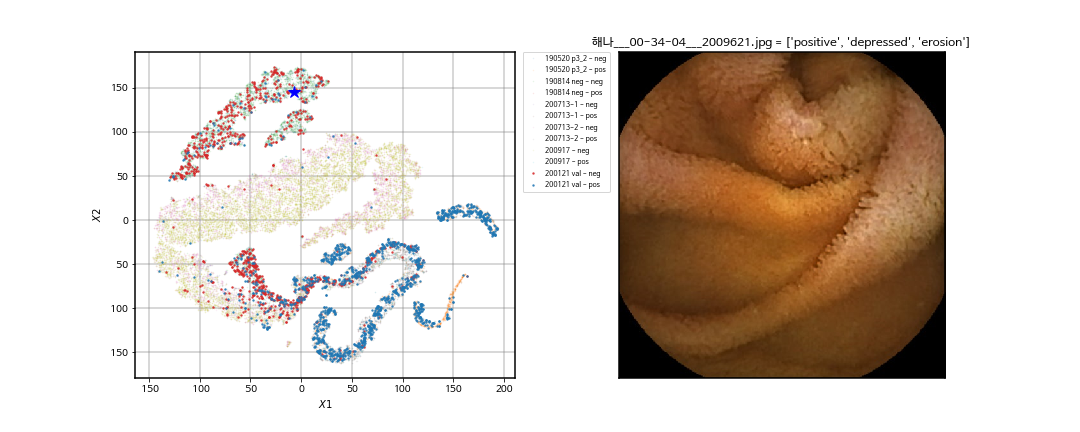 해나___00-34-04___2009621.jpg = ['positive', 'depressed', 'erosion']
190520 p3_2 - neg
190520 p3_2 - pos
190814 neg - neg
190814 neg - pos
200713-1 - neg
200713-1 - pos
200713-2 - neg
200713-2 - pos
200917 - neg
200917 - pos
200121 val - neg
200121 val - pos
150
100
50
0
50
100
150
X2
150
100
50
0
50
100
150
200
X1